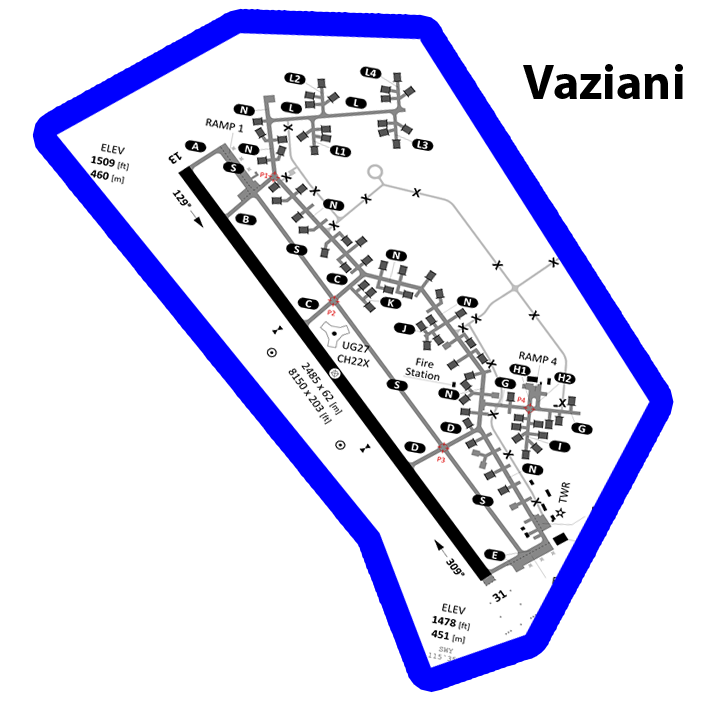 Vaziani
L2
L4
N
L
L
RAMP 1
L3
L1
A
N
13
S
P1
ELEV
1509 [ft]
460 [m]
129°
B
N
S
N
C
C
K
N
P2
J
UG27
CH22X
Fire
Station
2485 x 62 [m]
8150 x 203 [ft]
S
RAMP 4
H1
H2
G
N
P4
G
D
D
I
P3
N
S
TWR
E
309°
31
ELEV
1478 [ft]
451 [m]
SWY